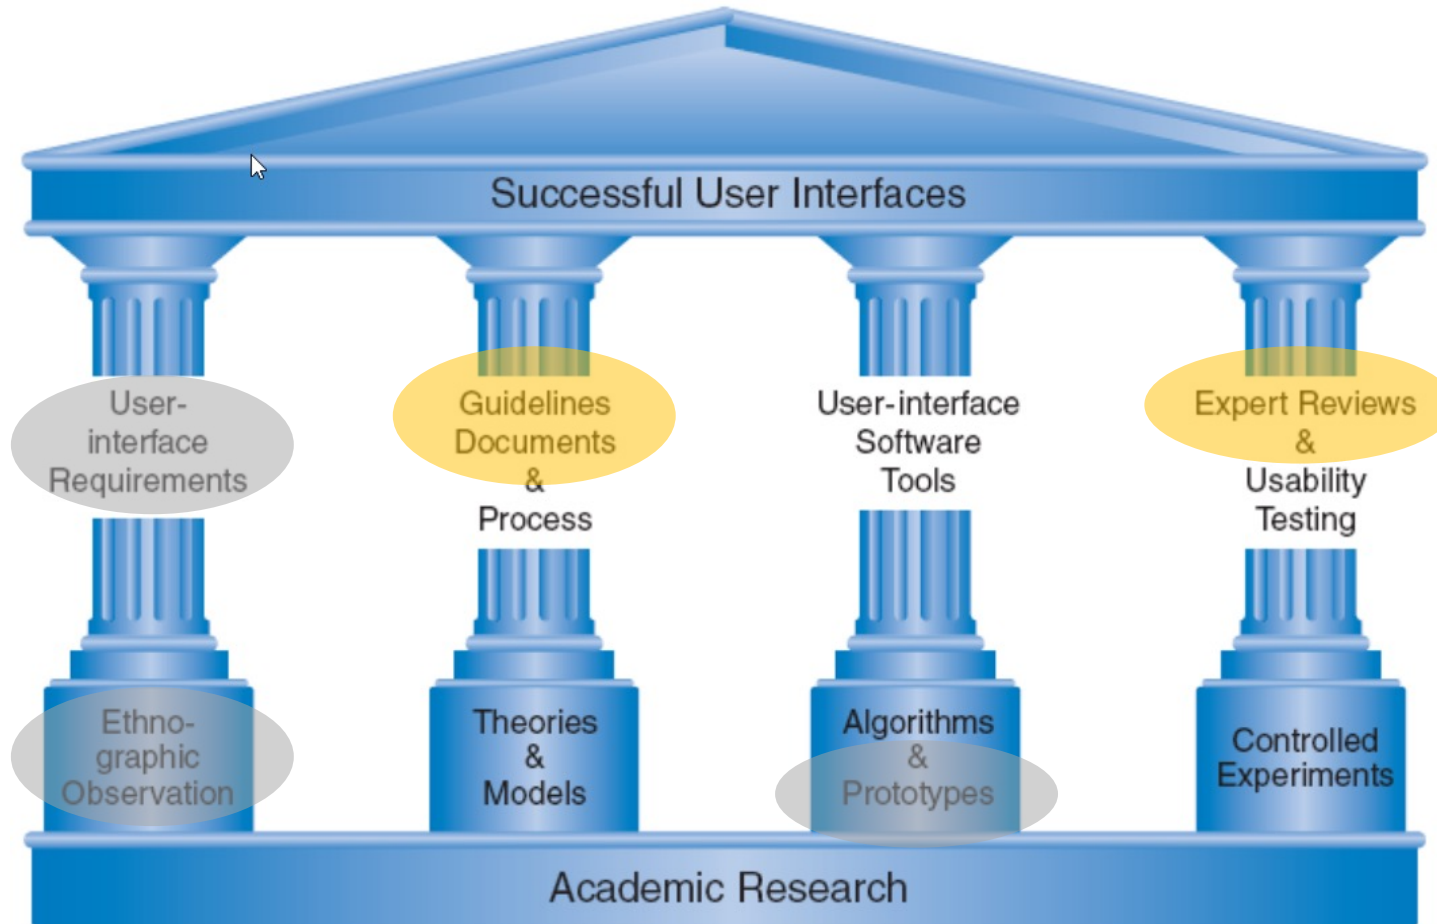 Successful User Interfaces
User-
interface
Requirements
Guidelines
Documents
&
Process
User-interface
Software
Tools
Expert Reviews
&
Usability
Testing
Ethno-
graphic
Observation
Theories
&
Models
Algorithms
&
Prototypes
Controlled
Experiments
Academic Research